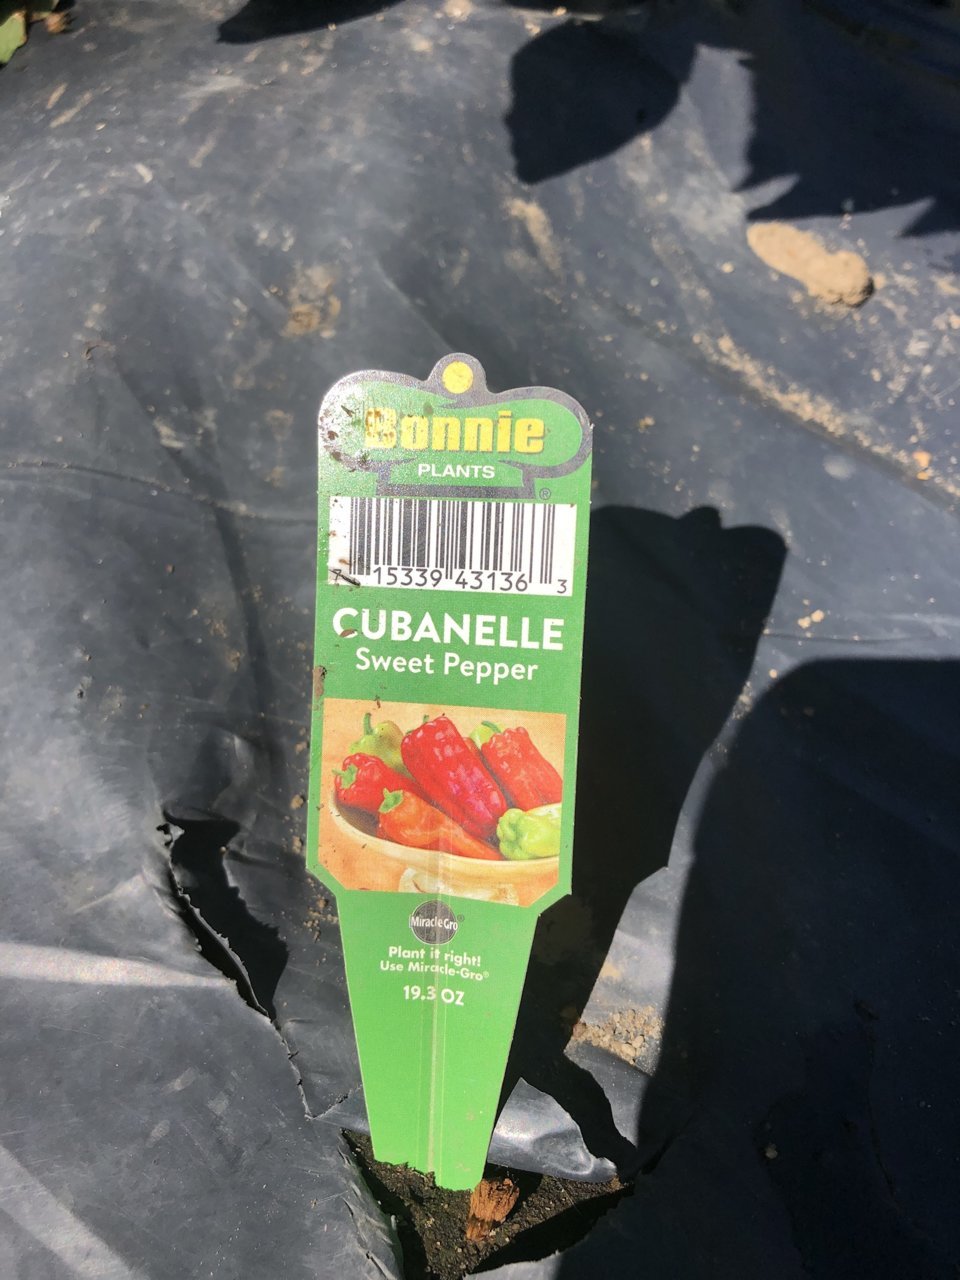 Bonnie
PLANTS
®
7 15339 43136 3
CUBANELLE
Sweet Pepper
Miracle-Gro®
Plant it right!
Use Miracle-Gro®
19.3 OZ